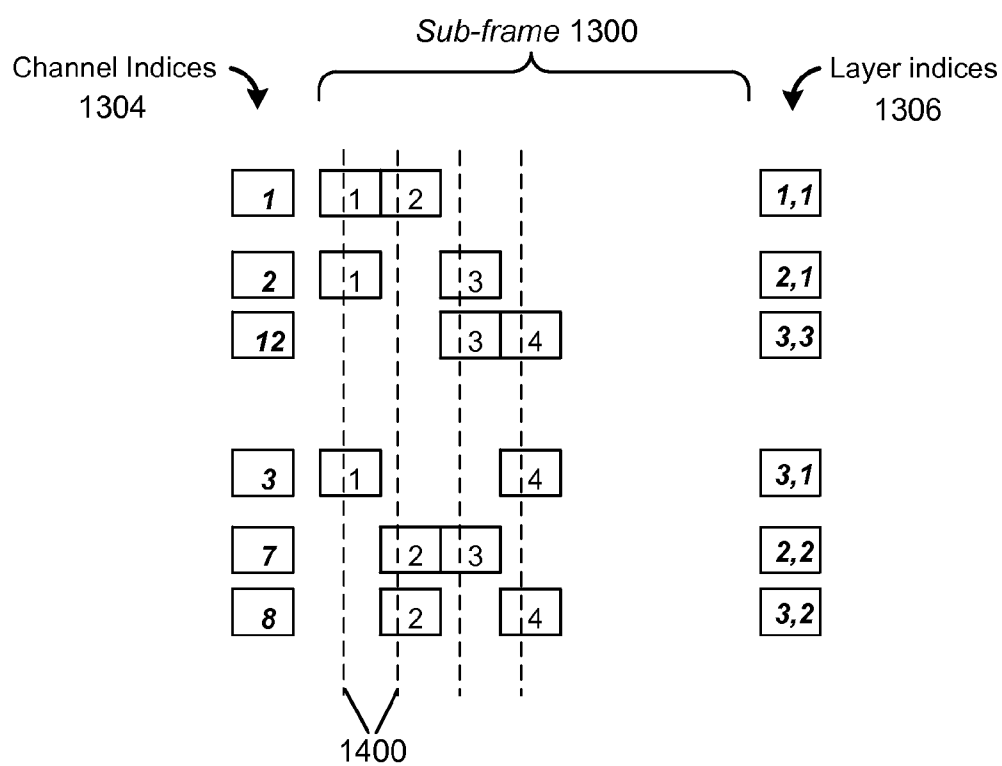 Sub-frame 1300
Channel Indices
1304
Layer indices
1306
1 1 2 1,1
2 1 3 2,1
12 3 4 3,3
3 1 4 3,1
7 2 3 2,2
8 2 4 3,2
1400